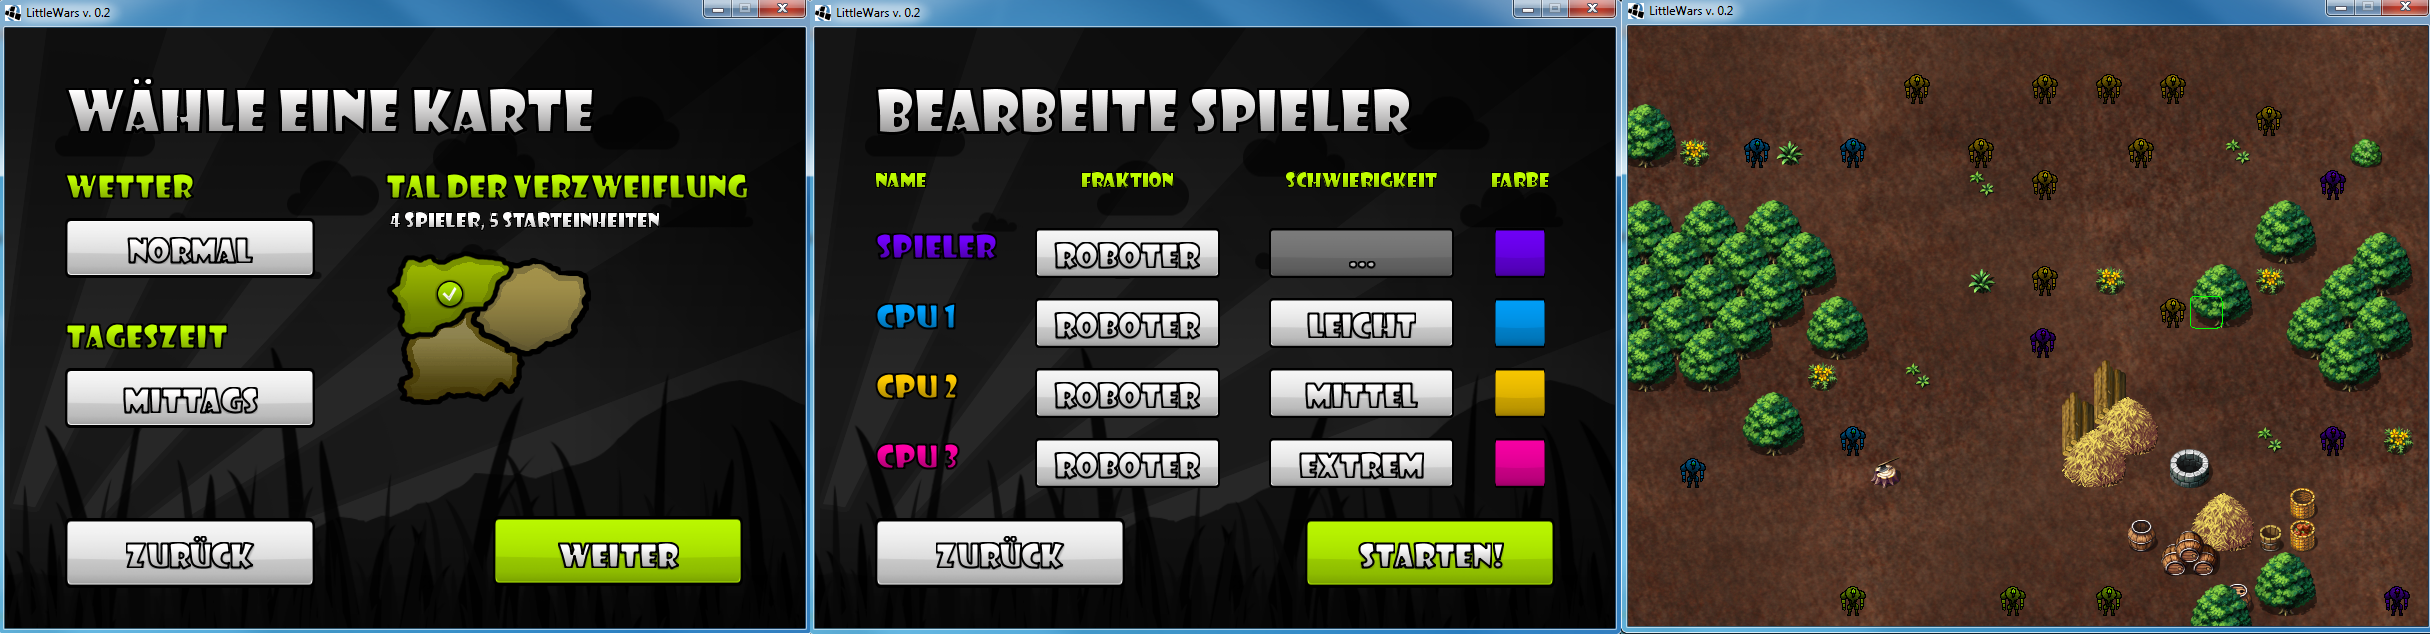 LittleWars v. 0.2
WÄHLE EINE KARTE
WETTER
NORMAL
TAGESZEIT
MITTAGS
TAL DER VERZWEIFLUNG
4 SPIELER, 5 STARTEINHEITEN
ZURÜCK
WEITER
LittleWars v. 0.2
BEARBEITE SPIELER
NAME FRAKTION SCHWIERIGKEIT FARBE
SPIELER ROBOTER ...
CPU 1 ROBOTER LEICHT
CPU 2 ROBOTER MITTEL
CPU 3 ROBOTER EXTREM
ZURÜCK STARTEN!
LittleWars v. 0.2